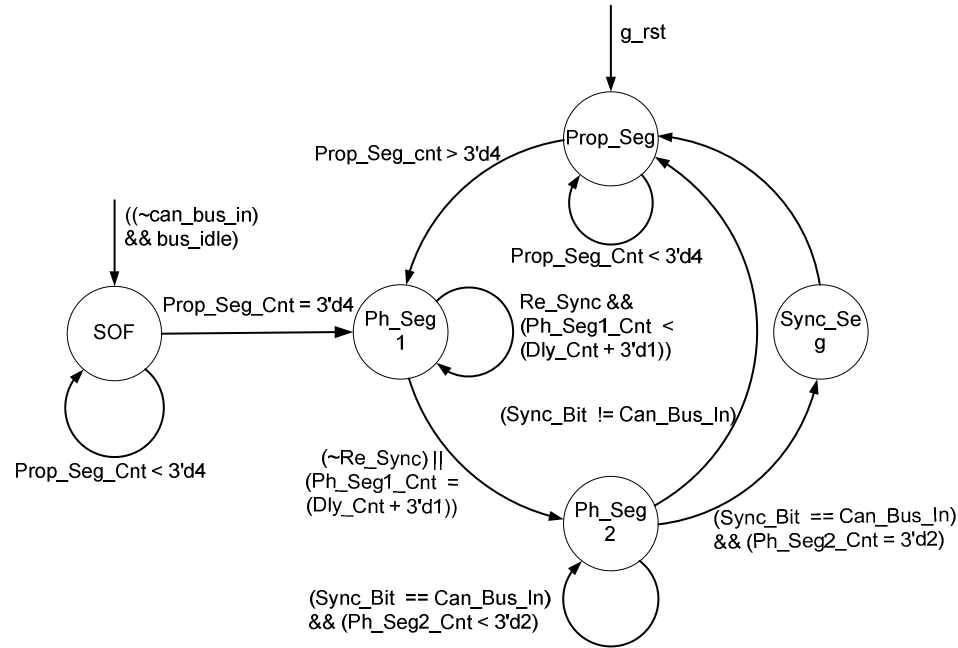 g_rst
Prop_Seg
Prop_Seg_cnt > 3'd4
Prop_Seg_Cnt < 3'd4
((~can_bus_in)
&& bus_idle)
SOF
Prop_Seg_Cnt = 3'd4
Prop_Seg_Cnt < 3'd4
Ph_Seg
1
Re_Sync &&
(Ph_Seg1_Cnt <
(Dly_Cnt + 3'd1))
Sync_Se
g
(Sync_Bit != Can_Bus_In)
(~Re_Sync) ||
(Ph_Seg1_Cnt =
(Dly_Cnt + 3'd1))
Ph_Seg
2
(Sync_Bit == Can_Bus_In)
&& (Ph_Seg2_Cnt = 3'd2)
(Sync_Bit == Can_Bus_In)
&& (Ph_Seg2_Cnt < 3'd2)